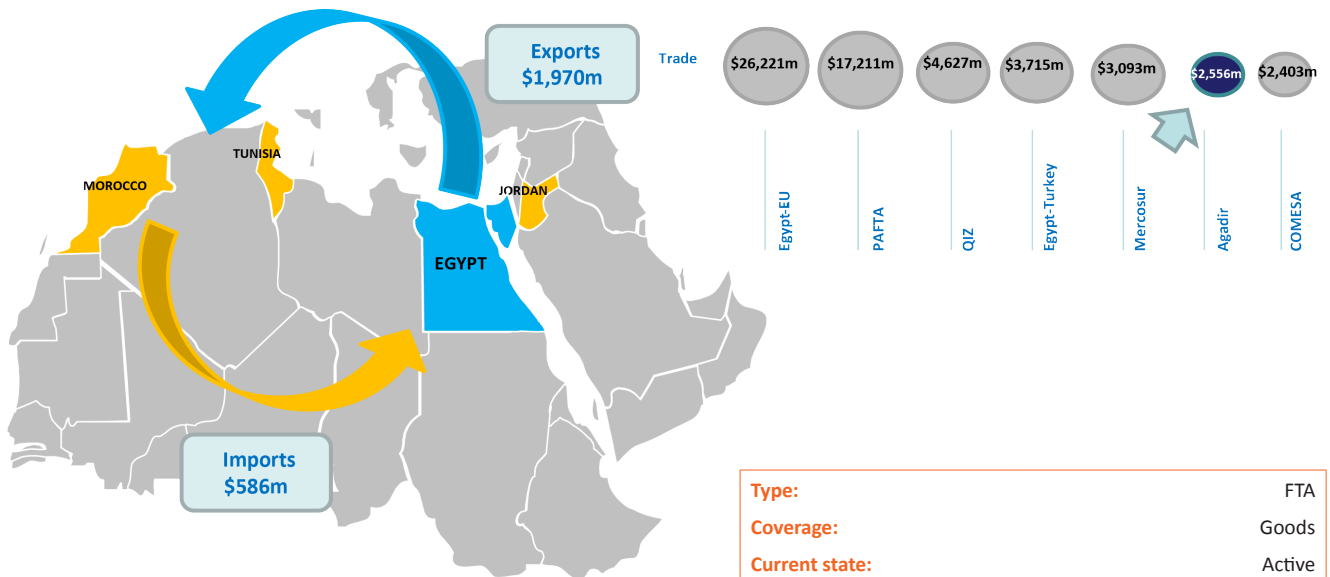 Exports
$1,970m
Trade
$26,221m
$17,211m
$4,627m
$3,715m
$3,093m
$2,556m
$2,403m
Egypt-EU
PAFTA
QIZ
Egypt-Turkey
Mercosur
Agadir
COMESA
TUNISIA
MOROCCO
JORDAN
EGYPT
Imports
$586m
Type: FTA
Coverage: Goods
Current state: Active